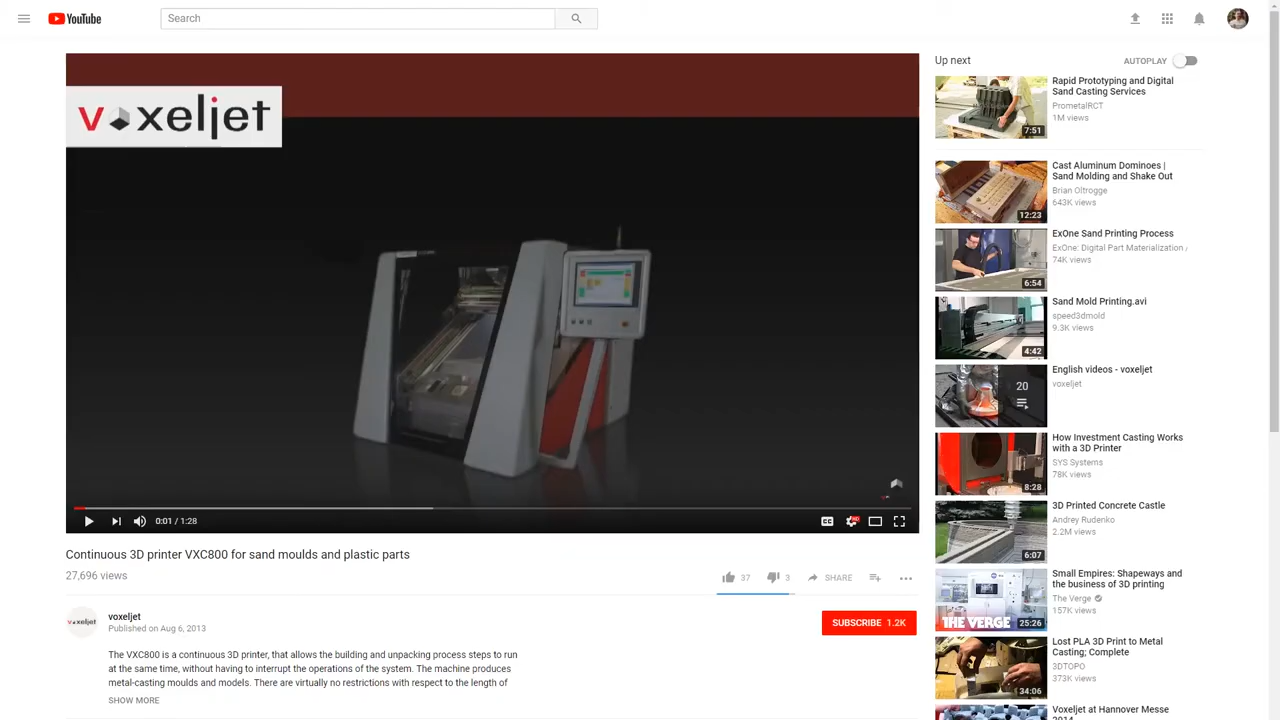 YouTube
Search
voxeljet
0:01 / 1:28
CC
HD
Continuous 3D printer VXC800 for sand moulds and plastic parts
27,696 views
37
3
SHARE
voxeljet
voxeljet
Published on Aug 6, 2013
SUBSCRIBE 1.2K
The VXC800 is a continuous 3D printer, that allows the building and unpacking process steps to run
at the same time, without having to interrupt the operations of the system. The machine produces
metal-casting moulds and models. There are virtually no restrictions with respect to the length of
SHOW MORE
Up next
AUTOPLAY
7:51
Rapid Prototyping and Digital
Sand Casting Services
PrometalRCT
1M views
12:23
Cast Aluminum Dominoes |
Sand Molding and Shake Out
Brian Oltrogge
643K views
6:54
ExOne Sand Printing Process
ExOne: Digital Part Materialization
74K views
4:42
Sand Mold Printing.avi
speed3dmold
9.3K views
20
English videos - voxeljet
voxeljet
8:28
How Investment Casting Works
with a 3D Printer
SYS Systems
78K views
6:07
3D Printed Concrete Castle
Andrey Rudenko
2.2M views
THE VERGE
25:26
Small Empires: Shapeways and
the business of 3D printing
The Verge
157K views
34:06
Lost PLA 3D Print to Metal
Casting; Complete
3DTOPO
373K views
Voxeljet at Hannover Messe
2014